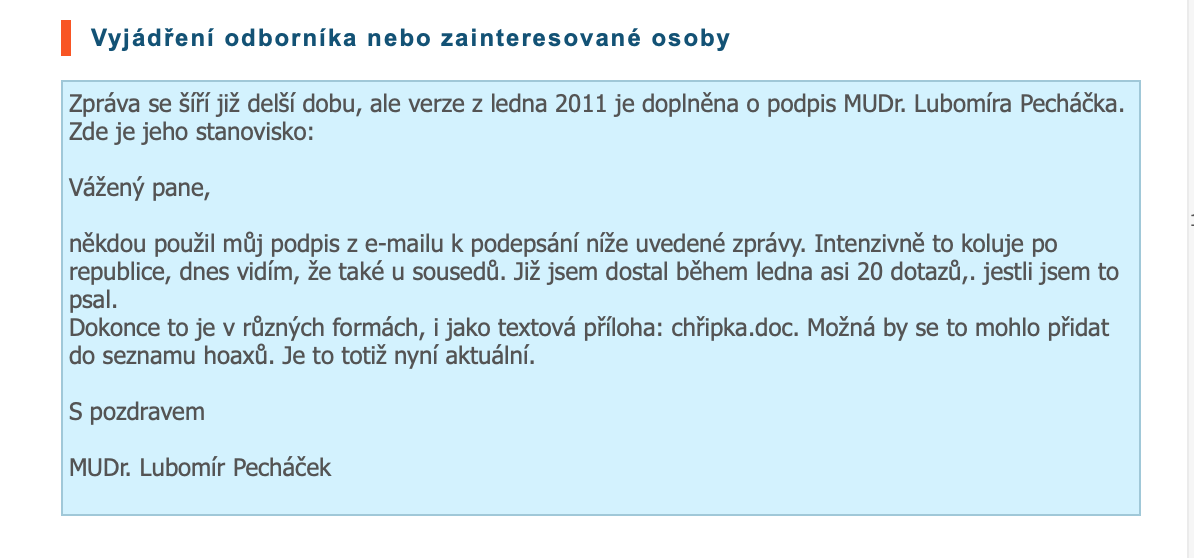 Vyjádření odborníka nebo zainteresované osoby
Zpráva se šíří již delší dobu, ale verze z ledna 2011 je doplněna o podpis MUDr. Lubomíra Pecháčka.
Zde je jeho stanovisko:
Vážený pane,
někdou použil můj podpis z e-mailu k podepsání níže uvedené zprávy. Intenzivně to koluje po
republice, dnes vidím, že také u sousedů. Již jsem dostal během ledna asi 20 dotazů,. jestli jsem to
psal.
Dokonce to je v různých formách, i jako textová příloha: chřipka.doc. Možná by se to mohlo přidat
do seznamu hoaxů. Je to totiž nyní aktuální.
S pozdravem
MUDr. Lubomír Pecháček